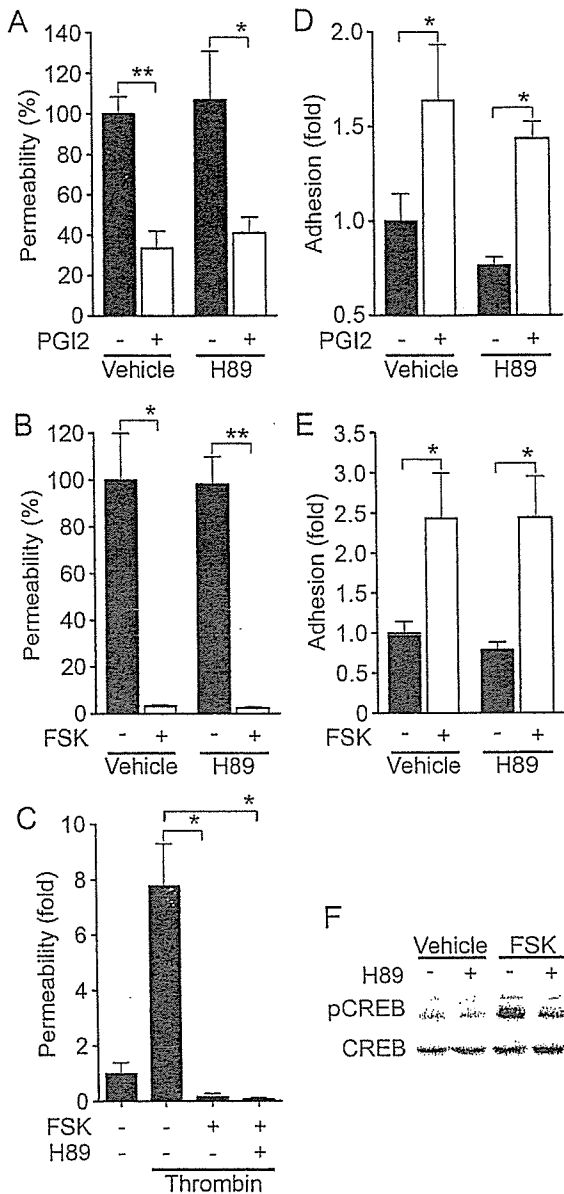 A
Permeability (%)
140
120
100
80
60
40
20
0
**
*
PGI2 - + - +
Vehicle H89
D
Adhesion (fold)
2.0
1.5
1.0
0.5
*
*
PGI2 - + - +
Vehicle H89
B
Permeability (%)
120
100
80
60
40
20
0
*
**
FSK - + - +
Vehicle H89
E
Adhesion (fold)
3.5
3.0
2.5
2.0
1.5
1.0
0.5
0
*
*
FSK - + - +
Vehicle H89
C
Permeability (fold)
10
8
6
4
2
0
*
*
FSK - - + +
H89 - - - +
Thrombin
F
Vehicle FSK
H89 - + - +
pCREB
CREB